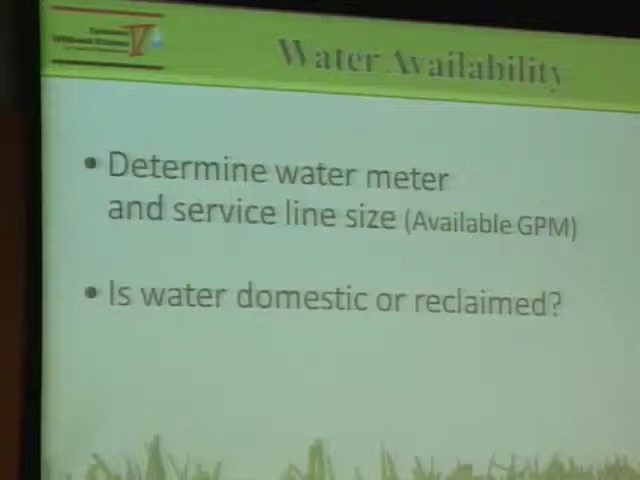 Water Availability
• Determine water meter
and service line size (Available GPM)
• Is water domestic or reclaimed?